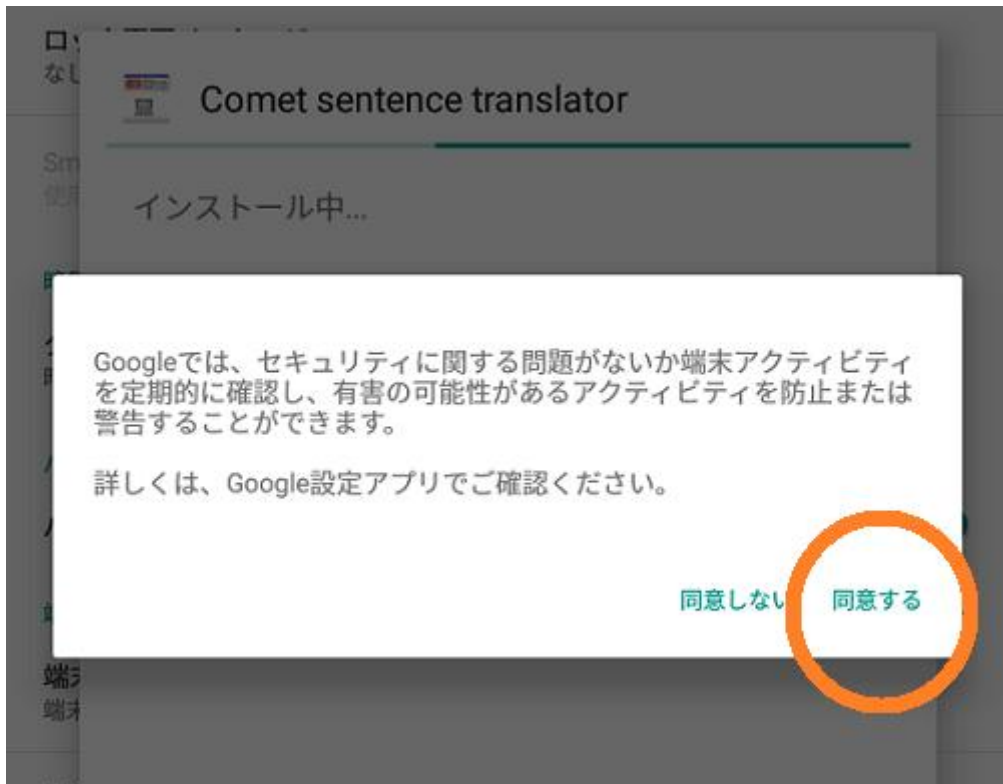 なし
Comet sentence translator
インストール中...
Googleでは、セキュリティに関する問題がないか端末アクティビティ
を定期的に確認し、有害の可能性があるアクティビティを防止または
警告することができます。
詳しくは、Google設定アプリでご確認ください。
同意しない 同意する
端末
端末